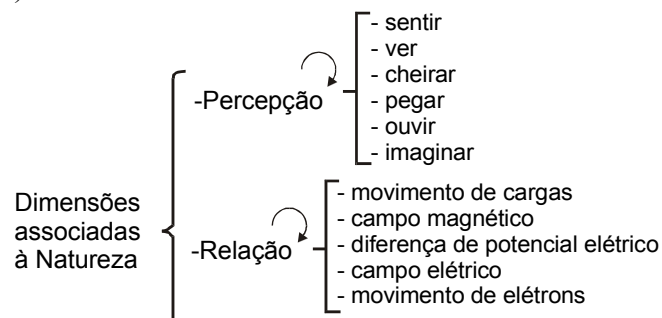 )
Dimensões
associadas
à Natureza
-Percepção
- sentir
- ver
- cheirar
- pegar
- ouvir
- imaginar
-Relação
- movimento de cargas
- campo magnético
- diferença de potencial elétrico
- campo elétrico
- movimento de elétrons